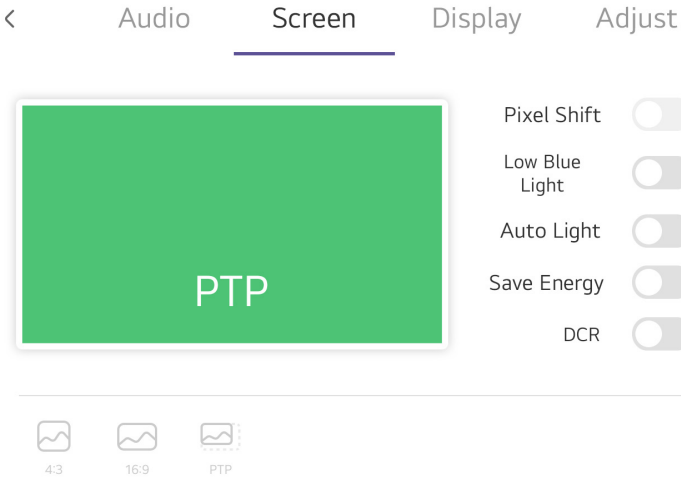 Audio
Screen
Display
Adjust
PTP
Pixel Shift
Low Blue
Light
Auto Light
Save Energy
DCR
4:3
16:9
PTP